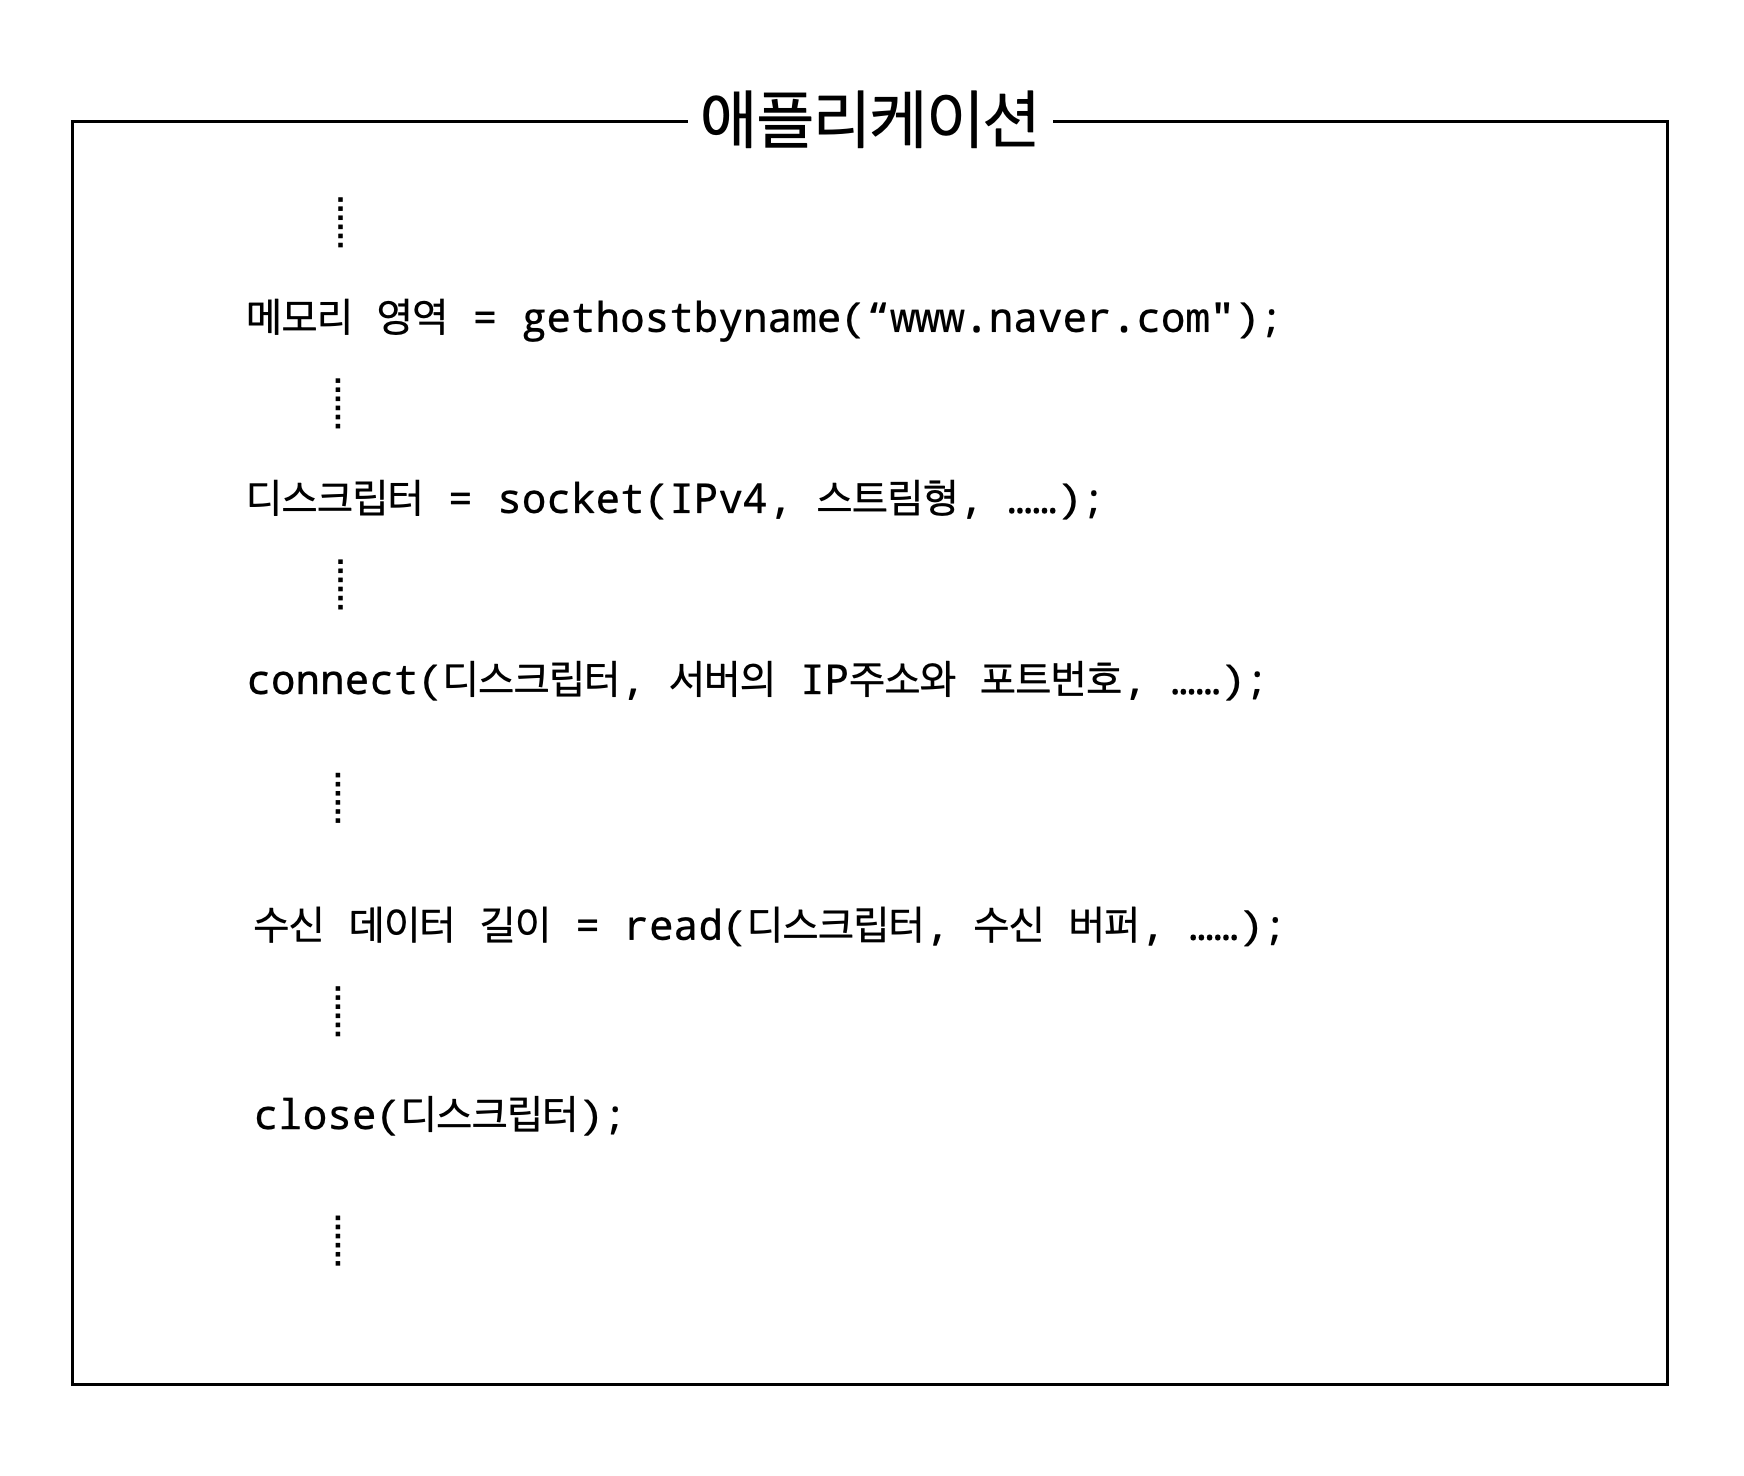 애플리케이션
메모리 영역 = gethostbyname(“www.naver.com");
디스크립터 = socket(IPv4, 스트림형, ……);
connect(디스크립터, 서버의 IP주소와 포트번호, ……);
수신 데이터 길이 = read(디스크립터, 수신 버퍼, ……);
close(디스크립터);